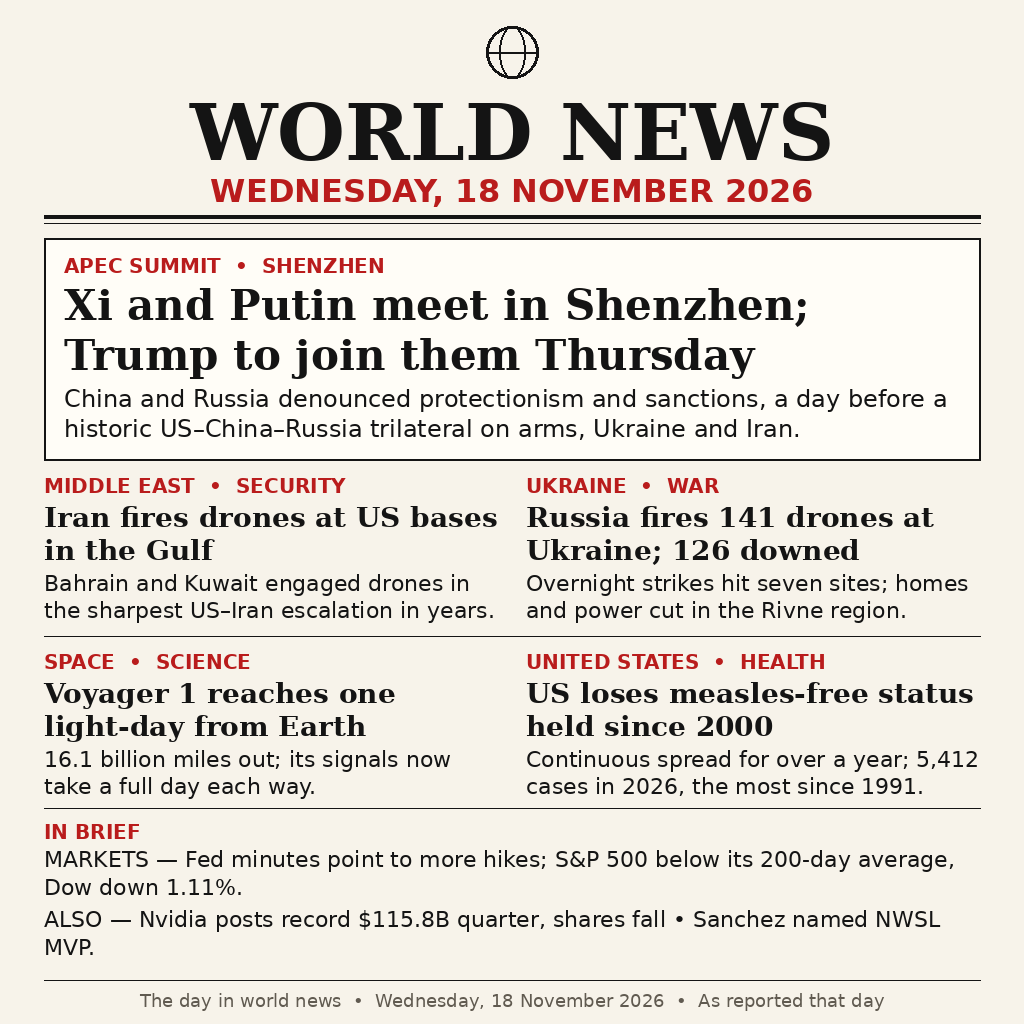 WORLD NEWS
WEDNESDAY, 18 NOVEMBER 2026
APEC SUMMIT • SHENZHEN
Xi and Putin meet in Shenzhen;
Trump to join them Thursday
China and Russia denounced protectionism and sanctions, a day before a
historic US–China–Russia trilateral on arms, Ukraine and Iran.
MIDDLE EAST • SECURITY
Iran fires drones at US bases
in the Gulf
Bahrain and Kuwait engaged drones in
the sharpest US–Iran escalation in years.
UKRAINE • WAR
Russia fires 141 drones at
Ukraine; 126 downed
Overnight strikes hit seven sites; homes
and power cut in the Rivne region.
SPACE • SCIENCE
Voyager 1 reaches one
light-day from Earth
16.1 billion miles out; its signals now
take a full day each way.
UNITED STATES • HEALTH
US loses measles-free status
held since 2000
Continuous spread for over a year; 5,412
cases in 2026, the most since 1991.
IN BRIEF
MARKETS — Fed minutes point to more hikes; S&P 500 below its 200-day average,
Dow down 1.11%.
ALSO — Nvidia posts record $115.8B quarter, shares fall • Sanchez named NWSL
MVP.
The day in world news • Wednesday, 18 November 2026 • As reported that day